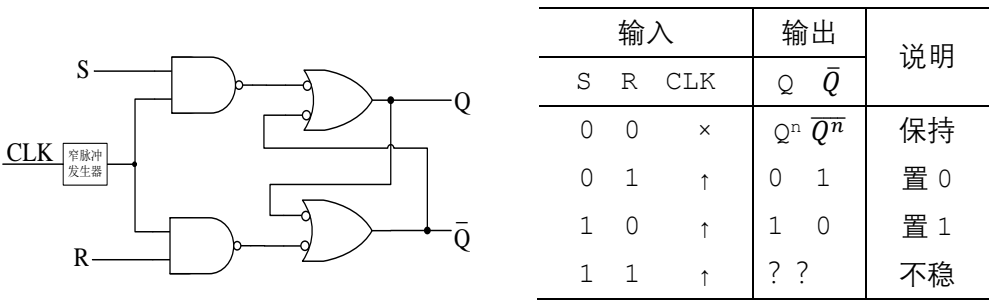 S
Q
CLK
窄脉冲
发生器
R
Q̅
输入 输出 说明
S R CLK Q Q̅
0 0 × Qⁿ Q̅ⁿ̅ 保持
0 1 ↑ 0 1 置 0
1 0 ↑ 1 0 置 1
1 1 ↑ ? ? 不稳